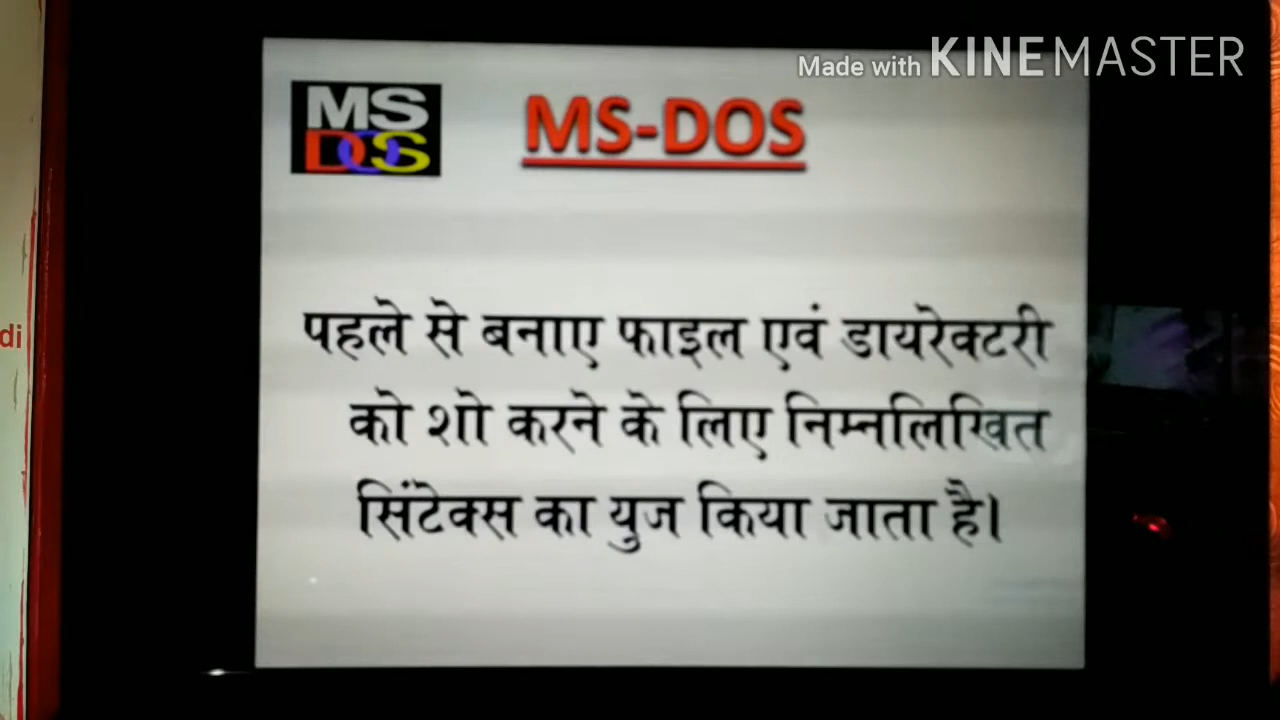 Made with KINEMASTER
MS
DOS
MS-DOS
di
पहले से बनाए फाइल एवं डायरेक्टरी
को शो करने के लिए निम्नलिखित
सिंटेक्स का युज किया जाता है।